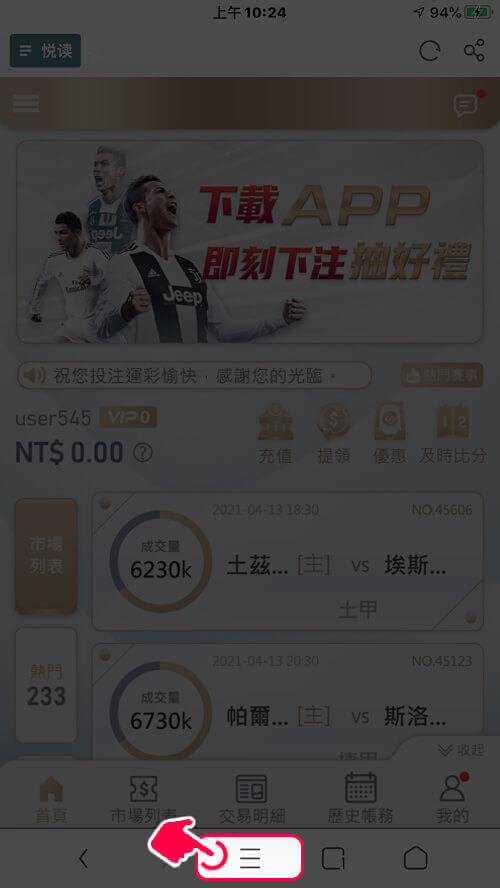 上午10:24
94%
悦读
下載APP
即刻下注抽好禮
Jeep
Jeep
祝您投注運彩愉快，感謝您的光臨。
熱門賽事
user545 VIP 0
NT$ 0.00 ?
充值 提領 優惠 及時比分
市場
列表
2021-04-13 18:30 NO.45606
成交量
6230k
土茲... [主] vs 埃斯...
土甲
熱門
233
2021-04-13 20:30 NO.45123
成交量
6730k
帕爾... [主] vs 斯洛...
收起
首頁 市場列表 交易明細 歷史帳務 我的